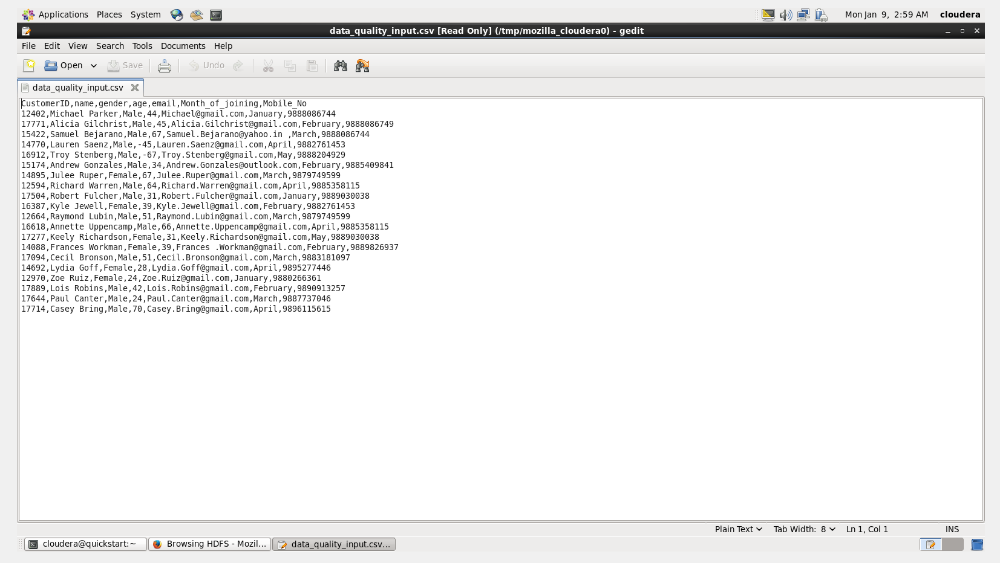 Applications Places System Mon Jan 9, 2:59 AM cloudera
data_quality_input.csv [Read Only] (/tmp/mozilla_cloudera0) - gedit
File Edit View Search Tools Documents Help
Open Save Undo
data_quality_input.csv
CustomerID,name,gender,age,email,Month_of_joining,Mobile_No
12402,Michael Parker,Male,44,Michael@gmail.com,January,9888086744
17771,Alicia Gilchrist,Male,45,Alicia.Gilchrist@gmail.com,February,9888086749
15422,Samuel Bejarano,Male,67,Samuel.Bejarano@yahoo.in ,March,9888086744
14770,Lauren Saenz,Male,-45,Lauren.Saenz@gmail.com,April,9882761453
16912,Troy Stenberg,Male,-67,Troy.Stenberg@gmail.com,May,9888204929
15174,Andrew Gonzales,Male,34,Andrew.Gonzales@outlook.com,February,9885409841
14895,Julee Ruper,Female,67,Julee.Ruper@gmail.com,March,9879749599
12594,Richard Warren,Male,64,Richard.Warren@gmail.com,April,9885358115
17504,Robert Fulcher,Male,31,Robert.Fulcher@gmail.com,January,9889030038
16387,Kyle Jewell,Female,39,Kyle.Jewell@gmail.com,February,9882761453
12664,Raymond Lubin,Male,51,Raymond.Lubin@gmail.com,March,9879749599
16618,Annette Uppencamp,Male,66,Annette.Uppencamp@gmail.com,April,9885358115
17277,Keely Richardson,Female,31,Keely.Richardson@gmail.com,May,9889030038
14088,Frances Workman,Female,39,Frances .Workman@gmail.com,February,9889826937
17094,Cecil Bronson,Male,51,Cecil.Bronson@gmail.com,March,9883181097
14692,Lydia Goff,Female,28,Lydia.Goff@gmail.com,April,9895277446
12970,Zoe Ruiz,Female,24,Zoe.Ruiz@gmail.com,January,9880266361
17889,Lois Robins,Male,42,Lois.Robins@gmail.com,February,9890913257
17644,Paul Canter,Male,24,Paul.Canter@gmail.com,March,9887737046
17714,Casey Bring,Male,70,Casey.Bring@gmail.com,April,9896115615
Plain Text Tab Width: 8 Ln 1, Col 1 INS
cloudera@quickstart:~ Browsing HDFS - Mozil... data_quality_input.csv...